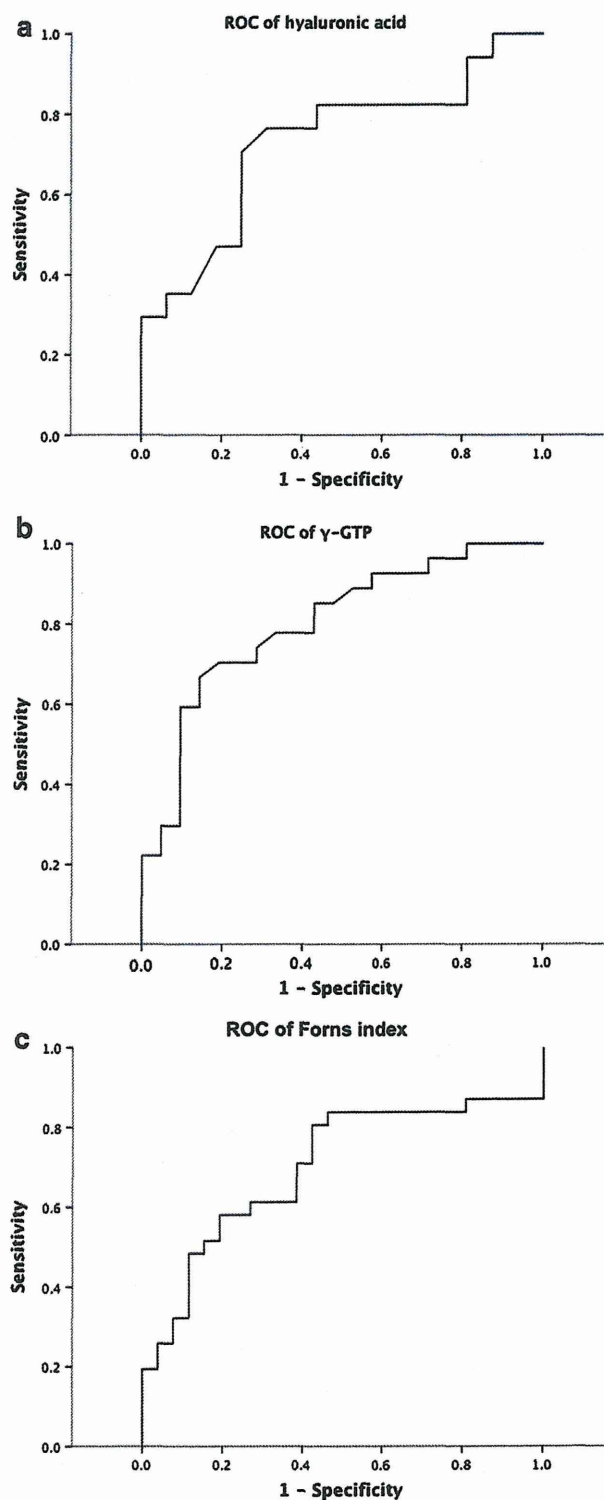 a
ROC of hyaluronic acid
1.0
0.8
0.6
0.4
0.2
0.0
Sensitivity
0.0 0.2 0.4 0.6 0.8 1.0
1 - Specificity
b
ROC of γ-GTP
1.0
0.8
0.6
0.4
0.2
0.0
Sensitivity
0.0 0.2 0.4 0.6 0.8 1.0
1 - Specificity
c
ROC of Forns index
1.0
0.8
0.6
0.4
0.2
0.0
Sensitivity
0.0 0.2 0.4 0.6 0.8 1.0
1 - Specificity